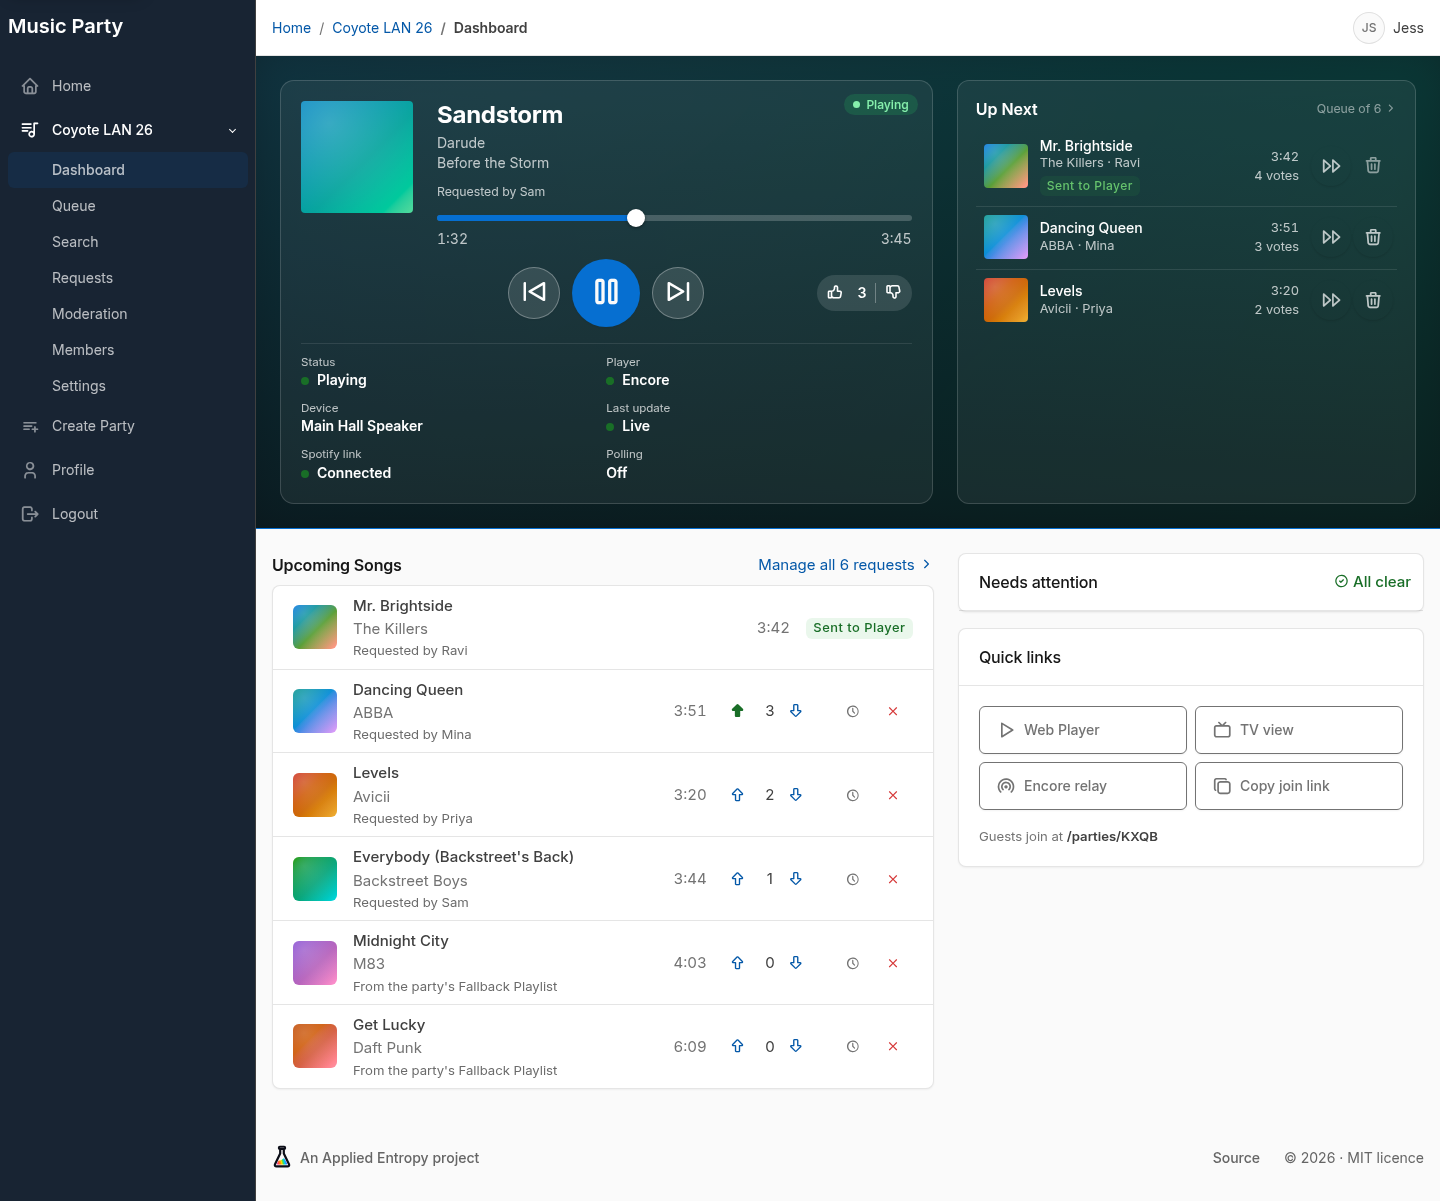 Music Party
Home
Coyote LAN 26
Dashboard
Queue
Search
Requests
Moderation
Members
Settings
Create Party
Profile
Logout
Home / Coyote LAN 26 / Dashboard
JS Jess
Sandstorm
Playing
Darude
Before the Storm
Requested by Sam
1:32 3:45
3
Status
Playing
Player
Encore
Device
Main Hall Speaker
Last update
Live
Spotify link
Connected
Polling
Off
Up Next
Queue of 6
Mr. Brightside
The Killers · Ravi
Sent to Player
3:42
4 votes
Dancing Queen
ABBA · Mina
3:51
3 votes
Levels
Avicii · Priya
3:20
2 votes
Upcoming Songs
Manage all 6 requests
Mr. Brightside
The Killers
Requested by Ravi
3:42 Sent to Player
Dancing Queen
ABBA
Requested by Mina
3:51 3
Levels
Avicii
Requested by Priya
3:20 2
Everybody (Backstreet's Back)
Backstreet Boys
Requested by Sam
3:44 1
Midnight City
M83
From the party's Fallback Playlist
4:03 0
Get Lucky
Daft Punk
From the party's Fallback Playlist
6:09 0
Needs attention
All clear
Quick links
Web Player
TV view
Encore relay
Copy join link
Guests join at /parties/KXQB
An Applied Entropy project
Source © 2026 · MIT licence